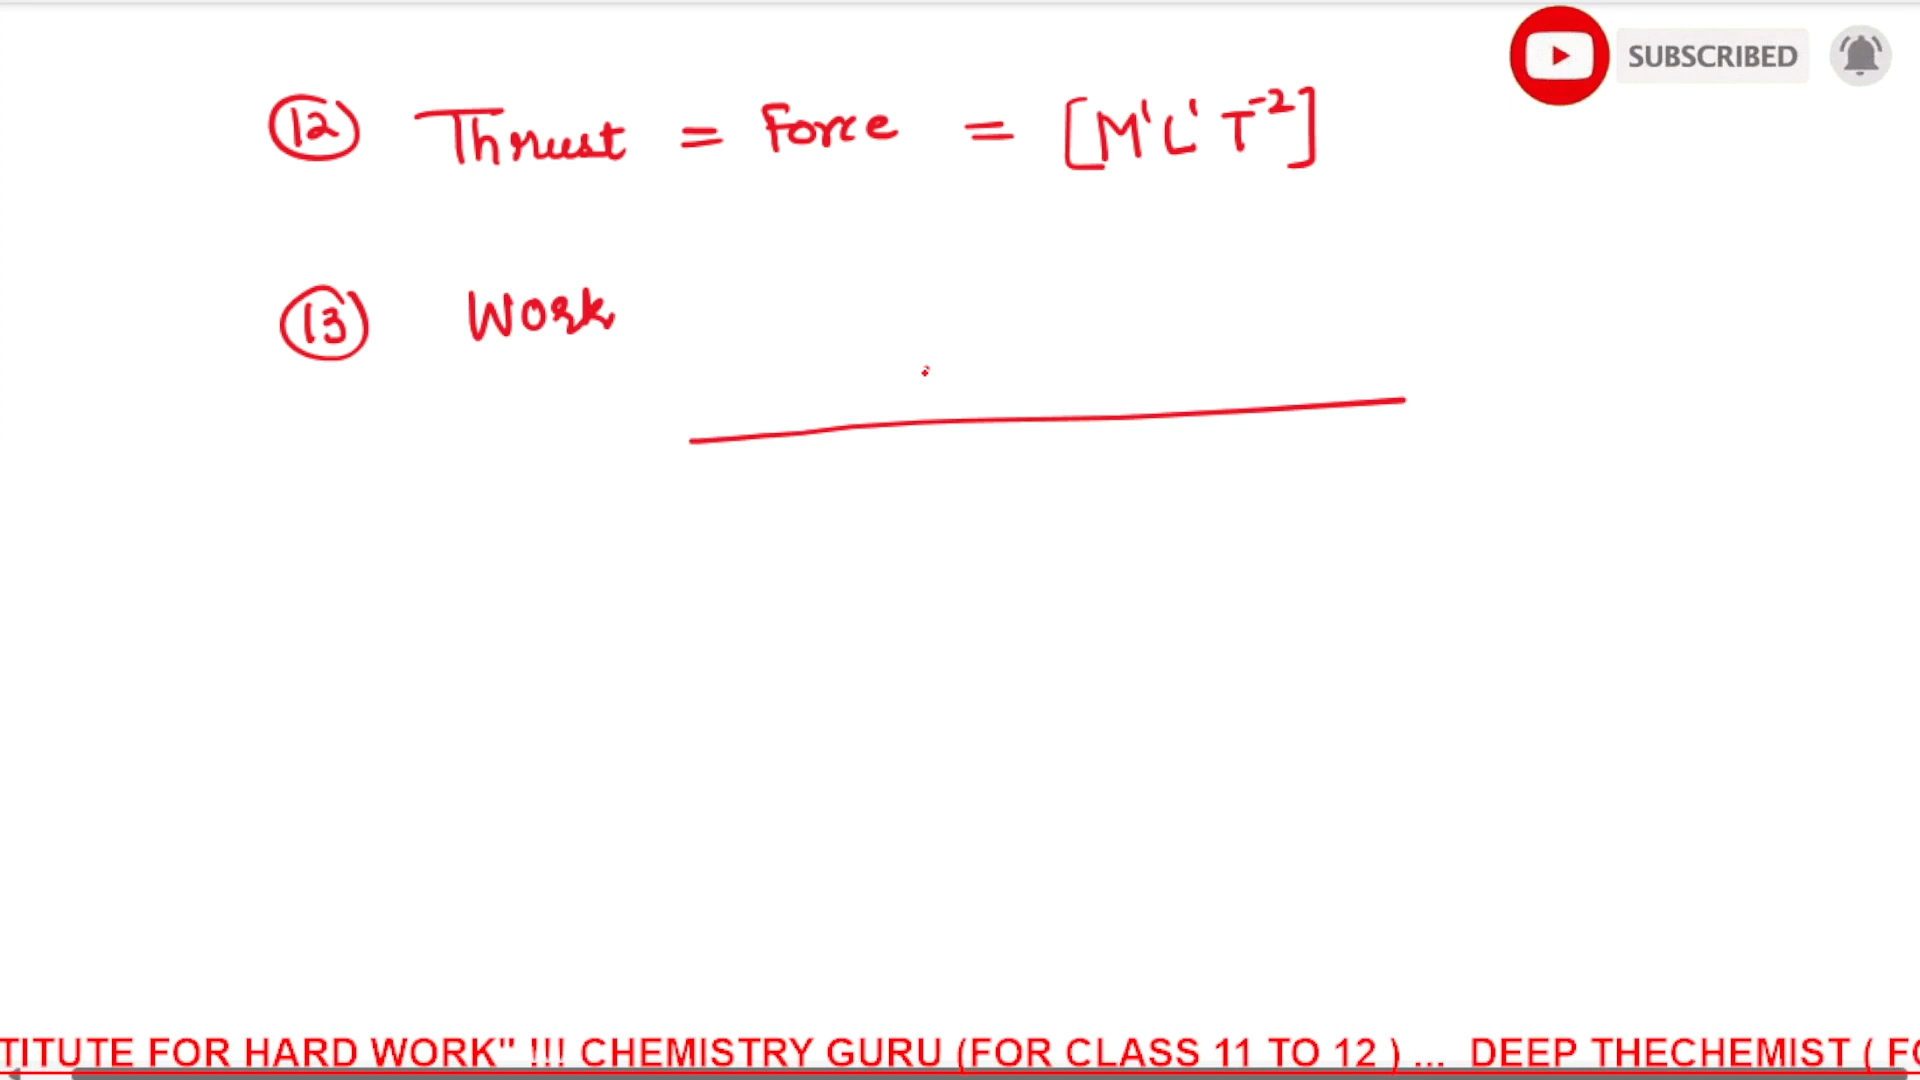 SUBSCRIBED
⑫ Thrust = Force = [M¹L¹T⁻²]
⑬ Work
TITUTE FOR HARD WORK" !!! CHEMISTRY GURU (FOR CLASS 11 TO 12 ) ... DEEP THECHEMIST ( FO